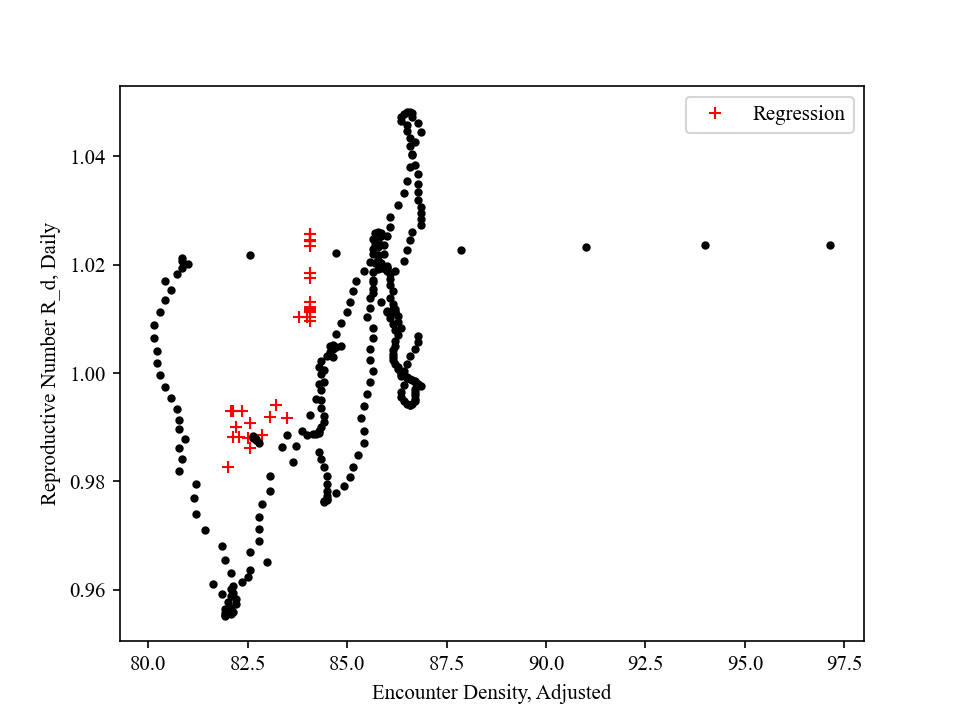 Regression
Reproductive Number R_d, Daily
1.04
1.02
1.00
0.98
0.96
80.0 82.5 85.0 87.5 90.0 92.5 95.0 97.5
Encounter Density, Adjusted